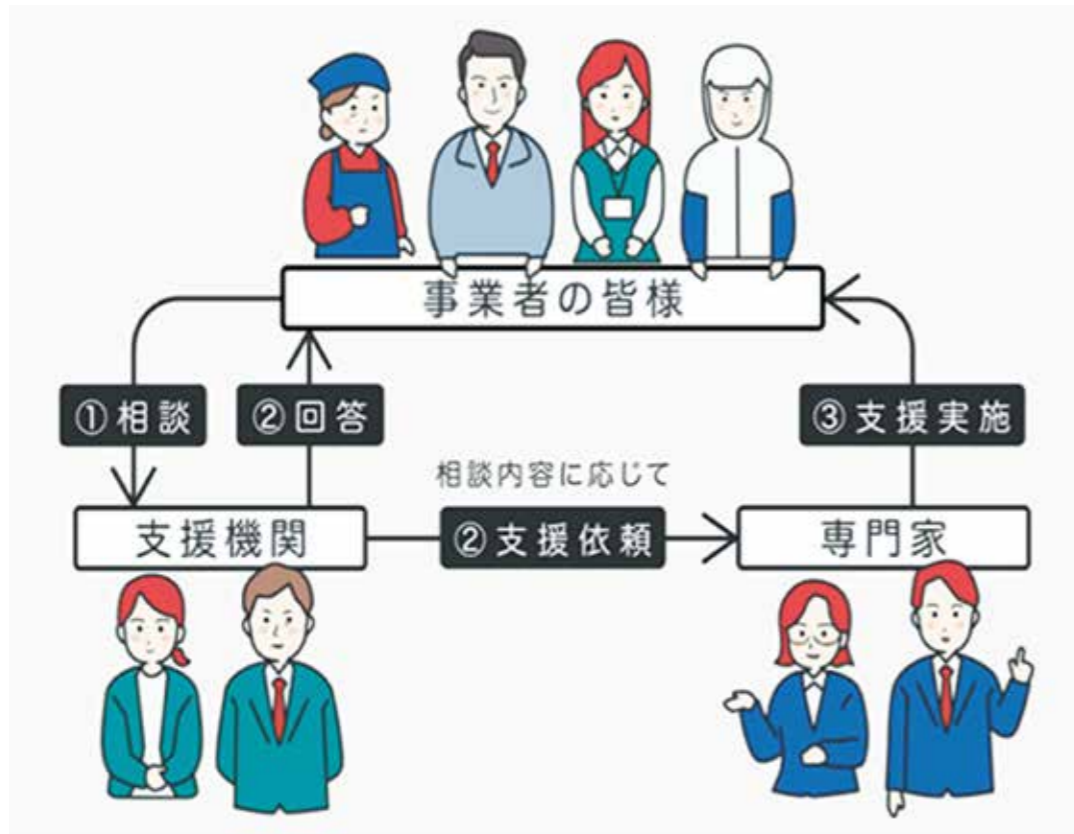 事業者の皆様
①相談
②回答
③支援実施
相談内容に応じて
支援機関
②支援依頼
専門家